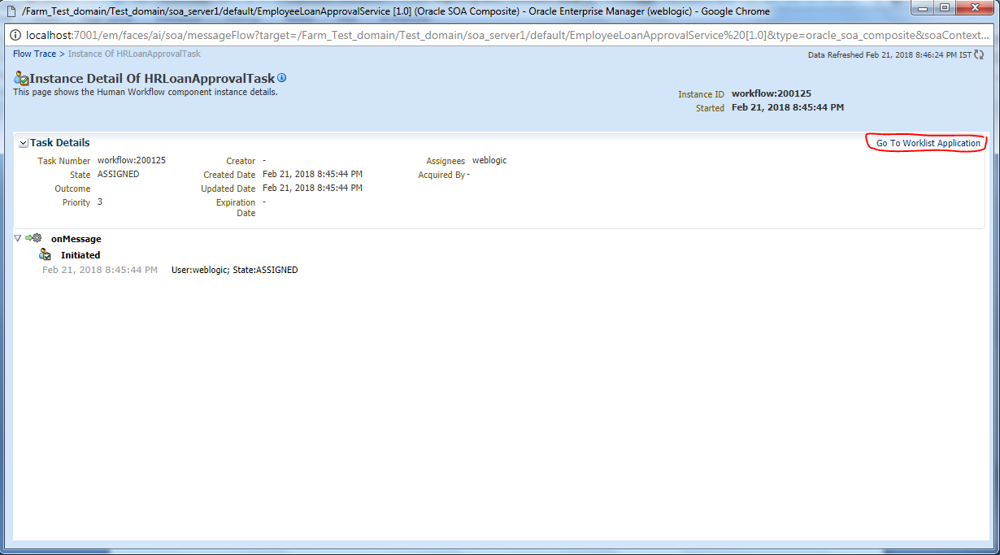 /Farm_Test_domain/Test_domain/soa_server1/default/EmployeeLoanApprovalService [1.0] (Oracle SOA Composite) - Oracle Enterprise Manager (weblogic) - Google Chrome
localhost:7001/em/faces/ai/soa/messageFlow?target=/Farm_Test_domain/Test_domain/soa_server1/default/EmployeeLoanApprovalService%20[1.0]&type=oracle_soa_composite&soaContext...
Flow Trace > Instance Of HRLoanApprovalTask
Data Refreshed Feb 21, 2018 8:46:24 PM IST
Instance Detail Of HRLoanApprovalTask
This page shows the Human Workflow component instance details.
Instance ID workflow:200125
Started Feb 21, 2018 8:45:44 PM
Task Details
Go To Worklist Application
Task Number workflow:200125 Creator - Assignees weblogic
State ASSIGNED Created Date Feb 21, 2018 8:45:44 PM Acquired By -
Outcome Updated Date Feb 21, 2018 8:45:44 PM
Priority 3 Expiration -
Date
onMessage
Initiated
Feb 21, 2018 8:45:44 PM User:weblogic; State:ASSIGNED